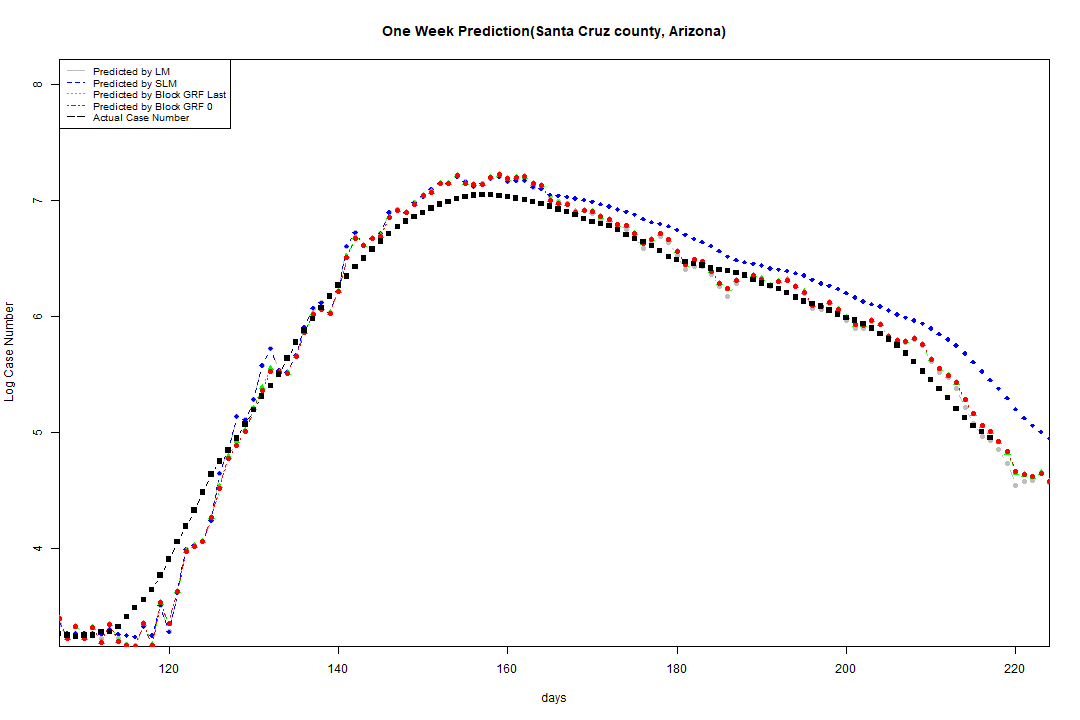 One Week Prediction(Santa Cruz county, Arizona)
Predicted by LM
Predicted by SLM
Predicted by Block GRF Last
Predicted by Block GRF 0
Actual Case Number
8
7
6
5
4
Log Case Number
120 140 160 180 200 220
days